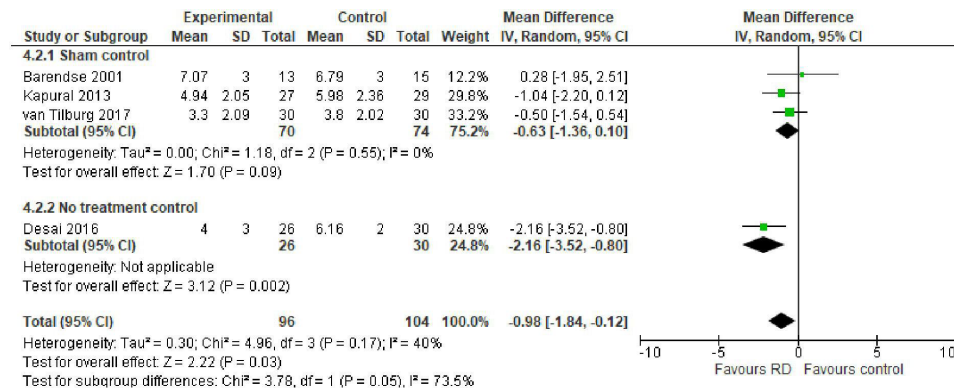 Experimental Control Mean Difference Mean Difference
Study or Subgroup Mean SD Total Mean SD Total Weight IV, Random, 95% CI IV, Random, 95% CI
4.2.1 Sham control
Barendse 2001 7.07 3 13 6.79 3 15 12.2% 0.28 [-1.95, 2.51]
Kapural 2013 4.94 2.05 27 5.98 2.36 29 29.8% -1.04 [-2.20, 0.12]
van Tilburg 2017 3.3 2.09 30 3.8 2.02 30 33.2% -0.50 [-1.54, 0.54]
Subtotal (95% CI) 70 74 75.2% -0.63 [-1.36, 0.10]
Heterogeneity: Tau² = 0.00; Chi² = 1.18, df = 2 (P = 0.55); I² = 0%
Test for overall effect: Z = 1.70 (P = 0.09)
4.2.2 No treatment control
Desai 2016 4 3 26 6.16 2 30 24.8% -2.16 [-3.52, -0.80]
Subtotal (95% CI) 26 30 24.8% -2.16 [-3.52, -0.80]
Heterogeneity: Not applicable
Test for overall effect: Z = 3.12 (P = 0.002)
Total (95% CI) 96 104 100.0% -0.98 [-1.84, -0.12]
Heterogeneity: Tau² = 0.30; Chi² = 4.96, df = 3 (P = 0.17); I² = 40%
Test for overall effect: Z = 2.22 (P = 0.03)
Test for subgroup differences: Chi² = 3.78, df = 1 (P = 0.05), I² = 73.5%
-10 -5 0 5 10
Favours RD Favours control